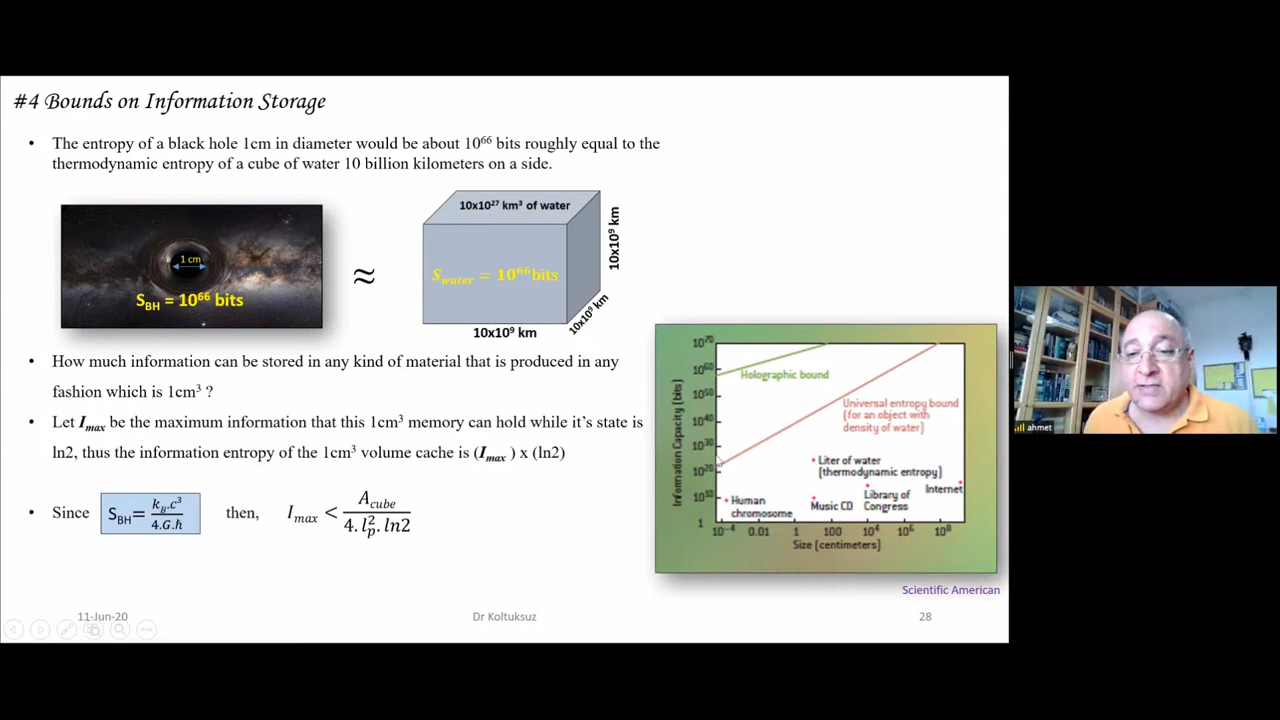 #4 Bounds on Information Storage
• The entropy of a black hole 1cm in diameter would be about 10⁶⁶ bits roughly equal to the
thermodynamic entropy of a cube of water 10 billion kilometers on a side.
1 cm
S_BH = 10⁶⁶ bits
≈
10x10²⁷ km³ of water
S_water = 10⁶⁶bits
10x10⁹ km
10x10⁹ km
10x10⁹ km
• How much information can be stored in any kind of material that is produced in any
fashion which is 1cm³ ?
• Let I_max be the maximum information that this 1cm³ memory can hold while it's state is
ln2, thus the information entropy of the 1cm³ volume cache is (I_max ) x (ln2)
• Since S_BH= k_B.c³ / 4.G.ħ then, I_max < A_cube / 4.l_p².ln2
Information Capacity (bits)
10⁷⁰
10⁶⁰
10⁵⁰
10⁴⁰
10³⁰
10²⁰
10¹⁰
1
Holographic bound
Universal entropy bound
(for an object with
density of water)
Liter of water
(thermodynamic entropy)
Human
chromosome
Music CD
Library of
Congress
Internet
10⁻⁴ 0.01 1 100 10⁴ 10⁶ 10⁸
Size (centimeters)
Scientific American
11-Jun-20 Dr Koltuksuz 28
ahmet